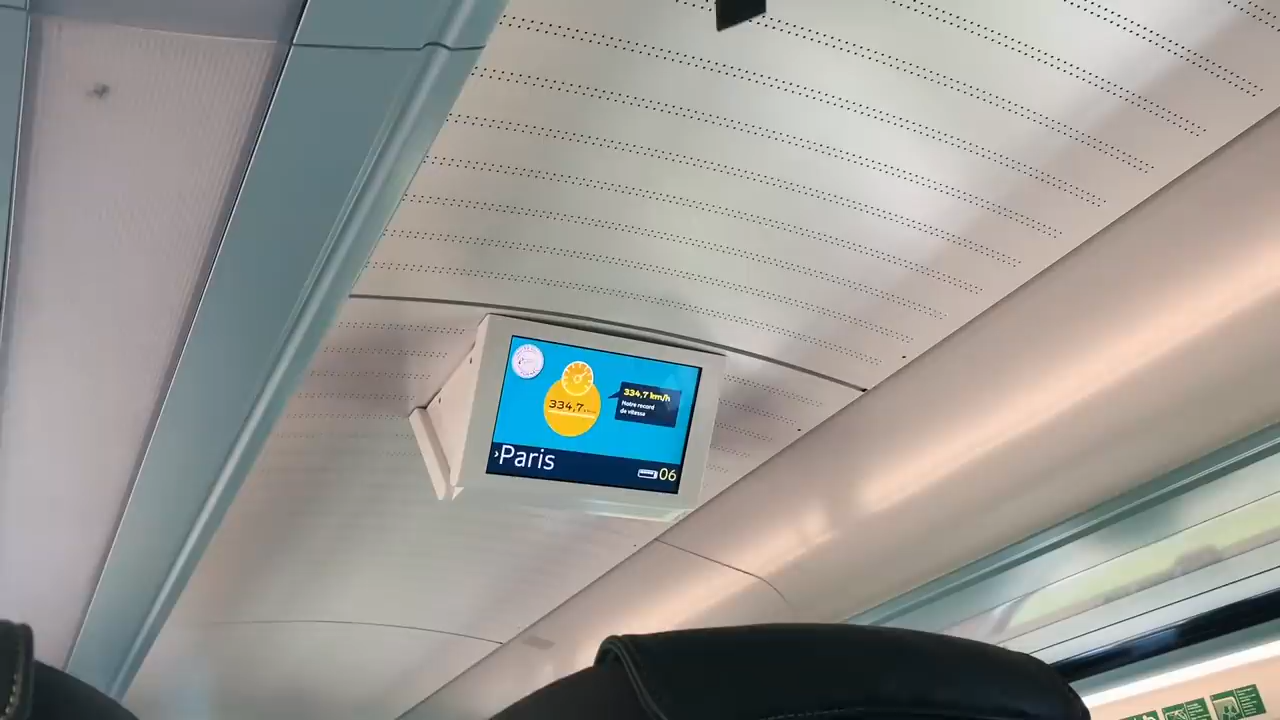 334,7
334,7 km/h
Notre record
de vitesse
›Paris
06